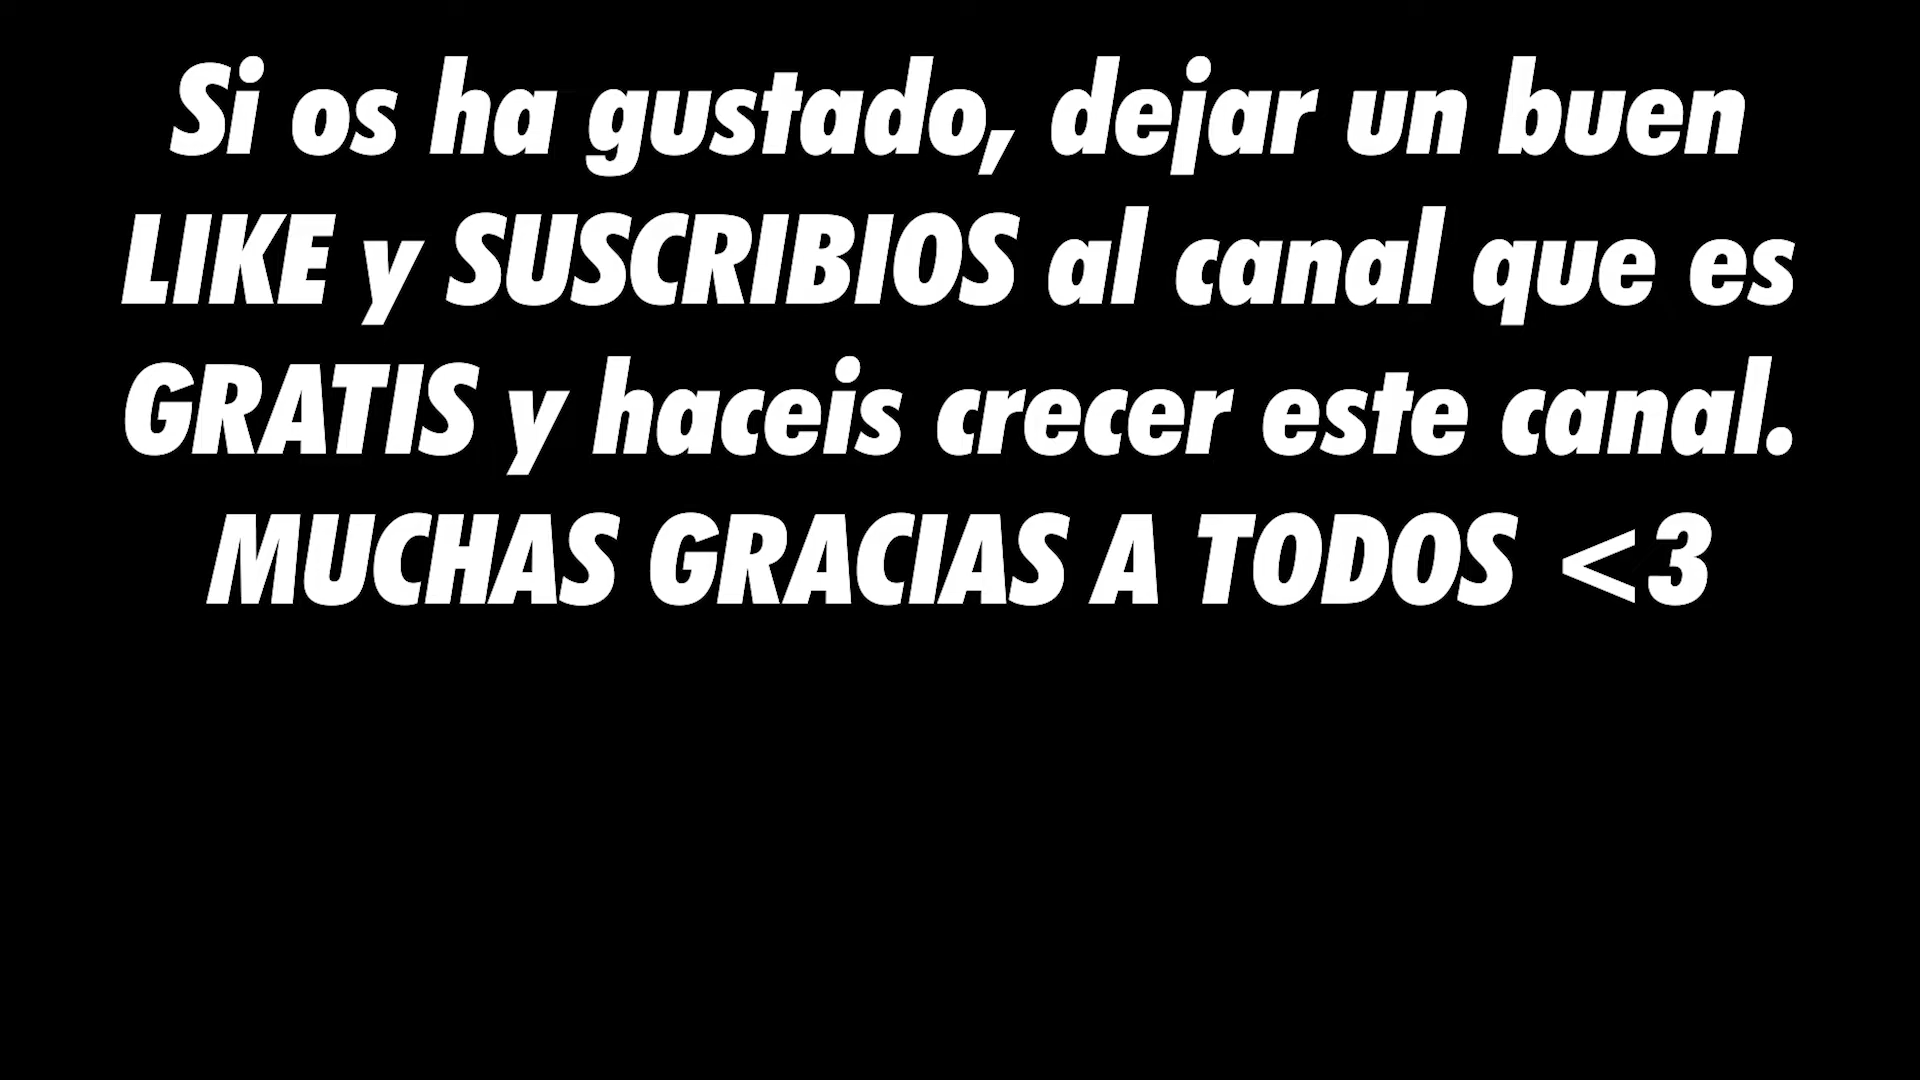 Si os ha gustado, dejar un buen
LIKE y SUSCRIBIOS al canal que es
GRATIS y haceis crecer este canal.
MUCHAS GRACIAS A TODOS <3